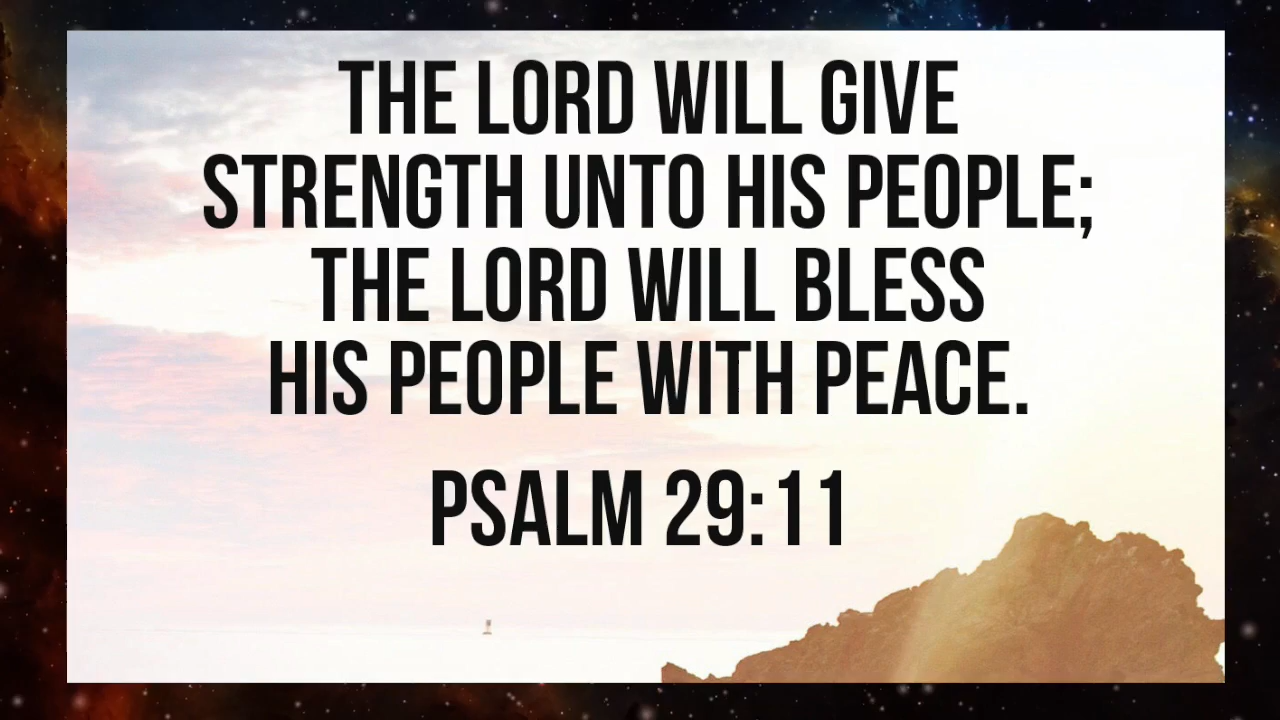 THE LORD WILL GIVE
STRENGTH UNTO HIS PEOPLE;
THE LORD WILL BLESS
HIS PEOPLE WITH PEACE.
PSALM 29:11